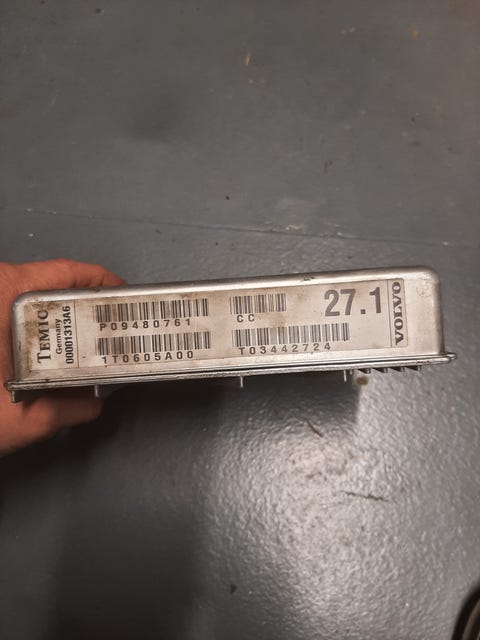 TEMIC
Germany
00001313A6
P09480761
CC
27.1
1T0605A00
T03442724
VOLVO